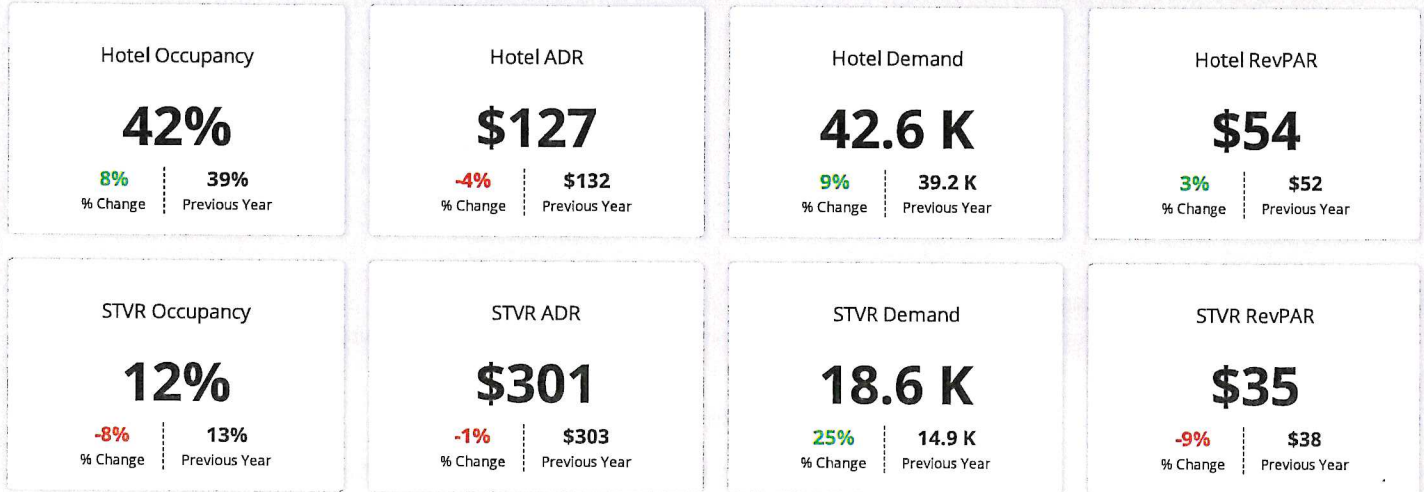 Hotel Occupancy
42%
8%
39%
% Change
Previous Year
Hotel ADR
$127
-4%
$132
% Change
Previous Year
Hotel Demand
42.6 K
9%
39.2 K
% Change
Previous Year
Hotel RevPAR
$54
3%
$52
% Change
Previous Year
STVR Occupancy
12%
-8%
13%
% Change
Previous Year
STVR ADR
$301
-1%
$303
% Change
Previous Year
STVR Demand
18.6 K
25%
14.9 K
% Change
Previous Year
STVR RevPAR
$35
-9%
$38
% Change
Previous Year